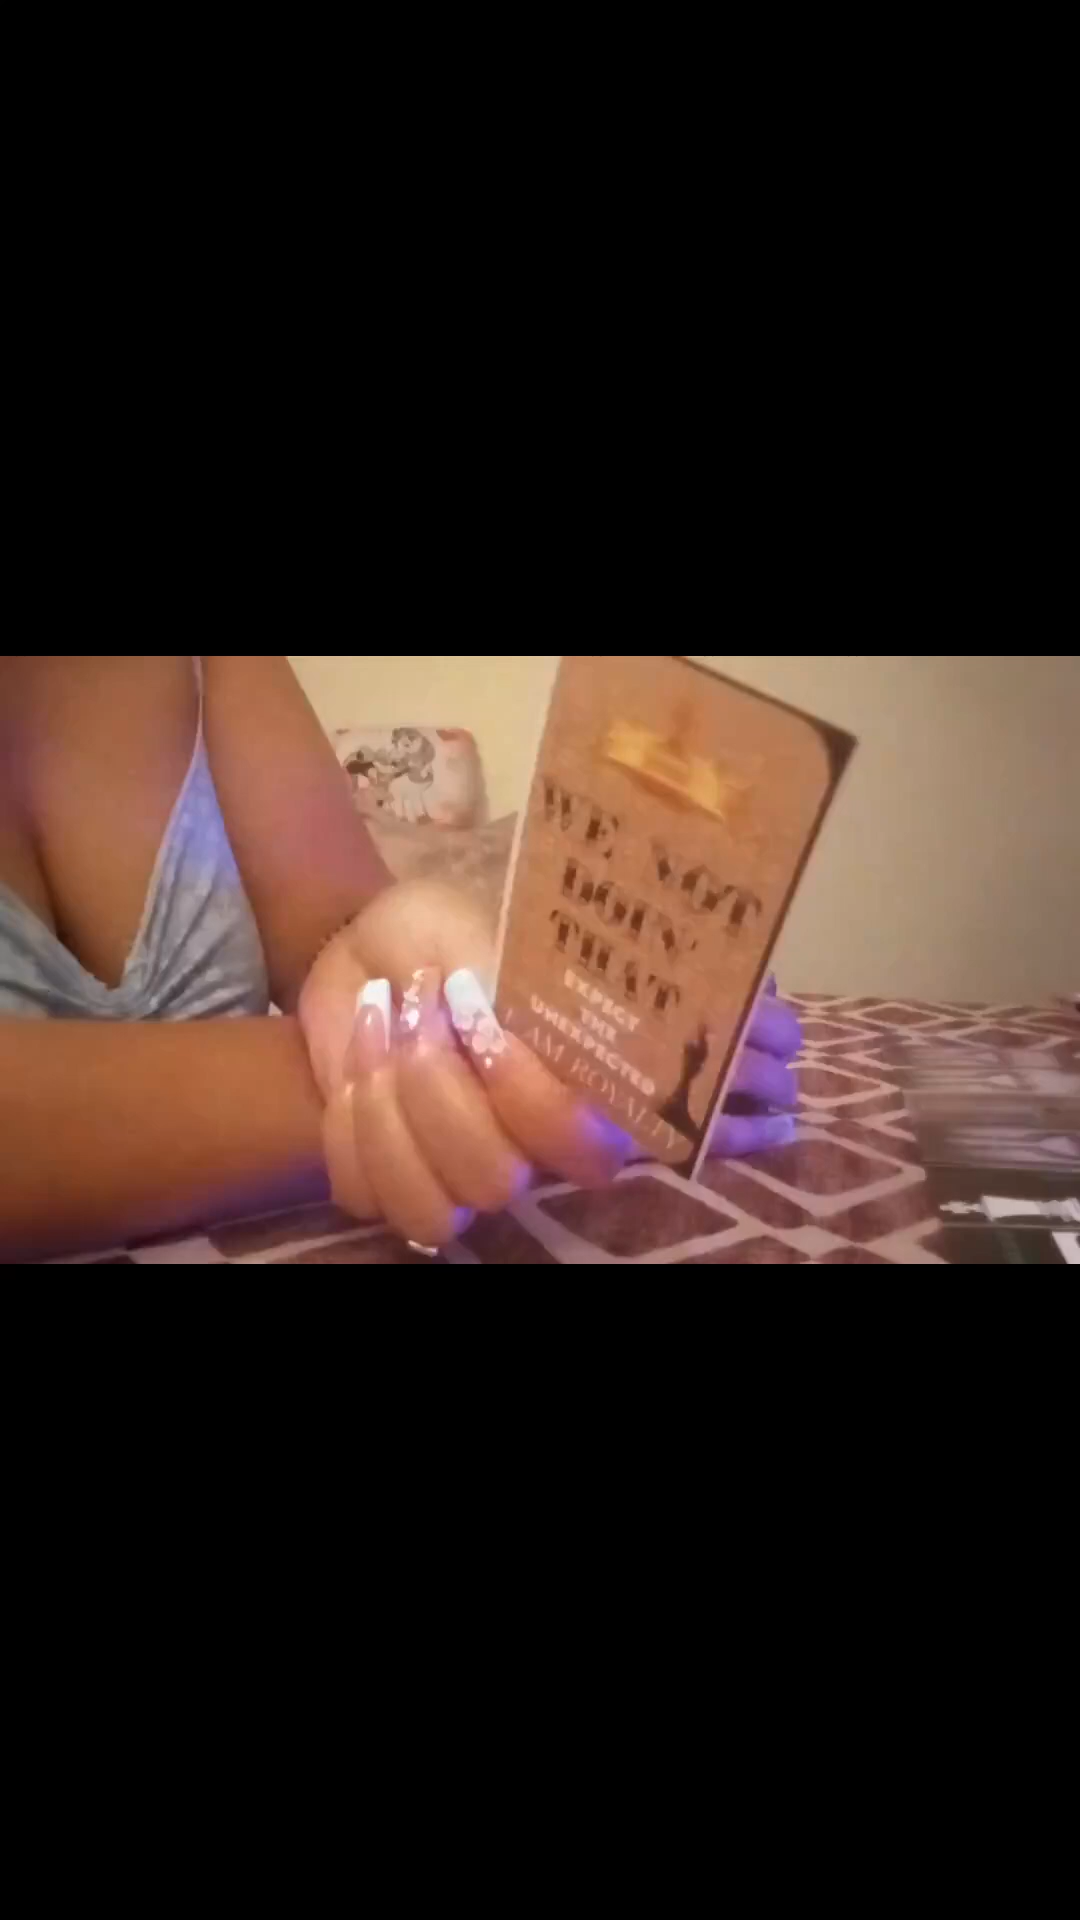 WE NOT
DOIN'
THAT
EXPECT
THE
UNEXPECTED
I AM ROYALTY